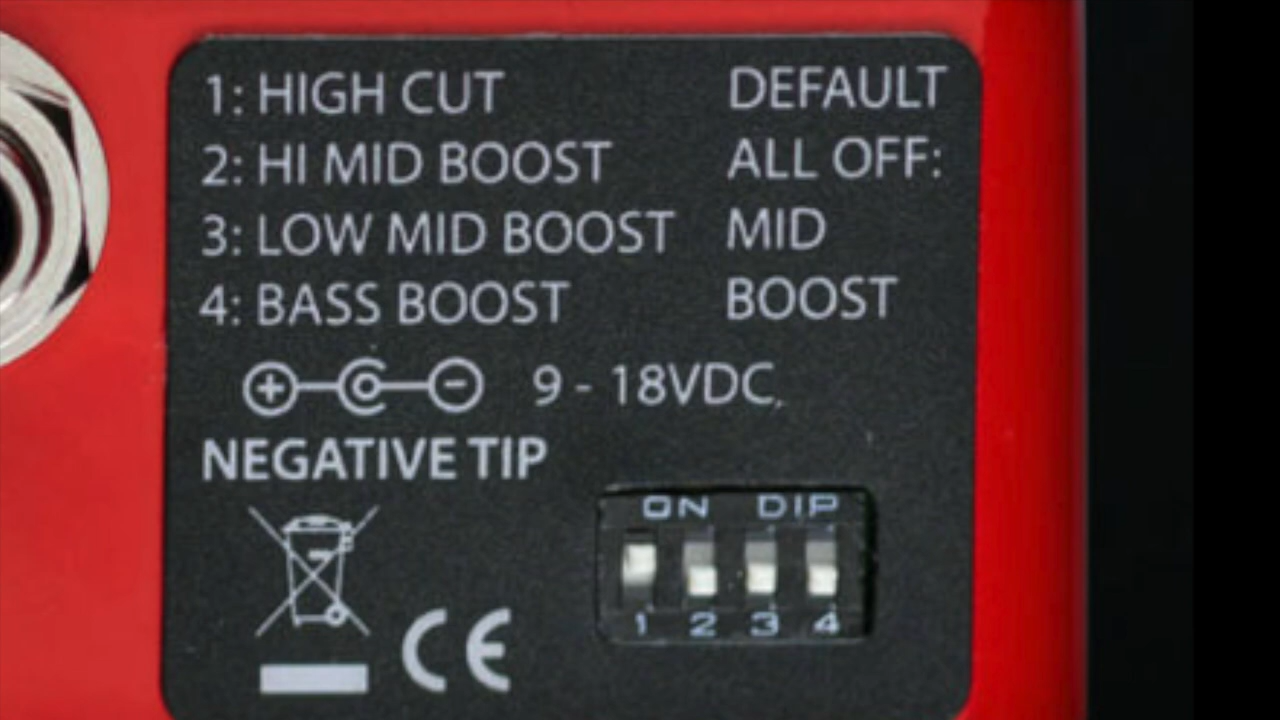 1: HIGH CUT
2: HI MID BOOST
3: LOW MID BOOST
4: BASS BOOST
DEFAULT
ALL OFF:
MID
BOOST
9 - 18VDC
NEGATIVE TIP
ON DIP
1 2 3 4
CE